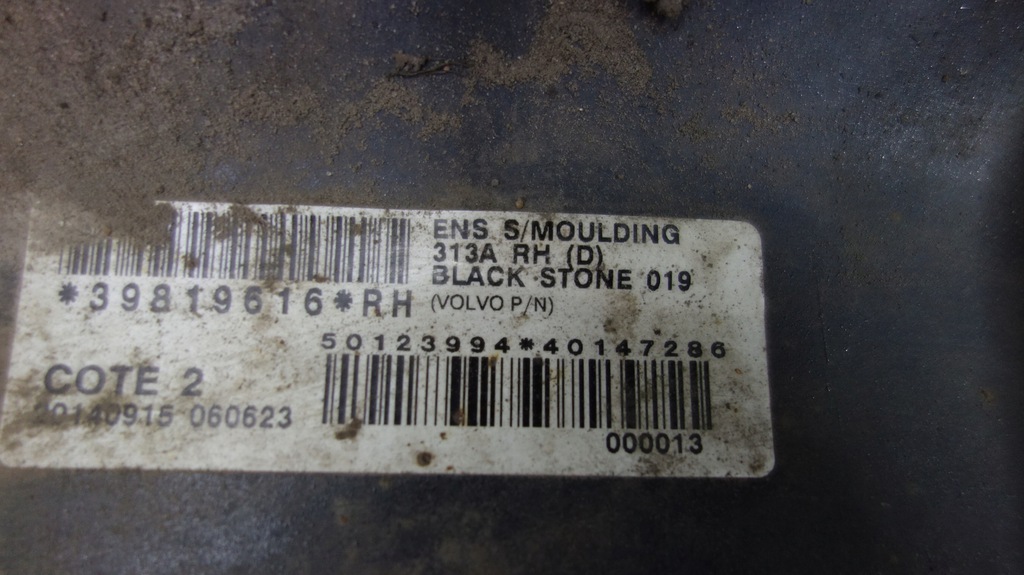 ENS S/MOULDING
313A RH (D)
BLACK STONE 019
*39819616*RH
(VOLVO P/N)
50123994*40147286
COTE 2
20140915 060623
000013